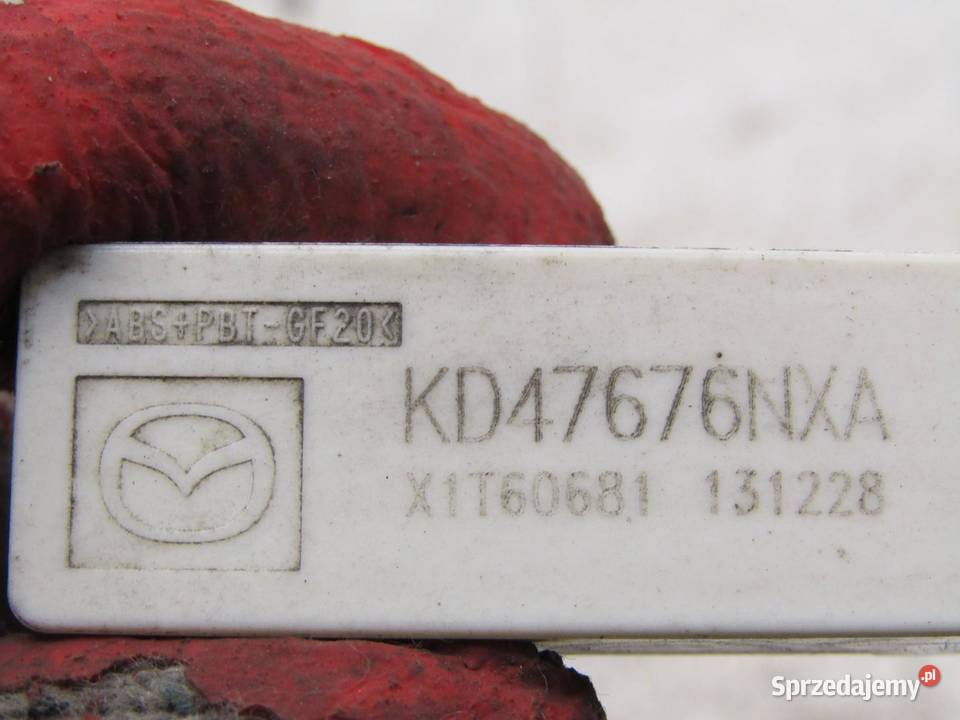 >ABS+PBT-GF20<
KD47676NXA
X1T60681 131228
Sprzedajemy.pl